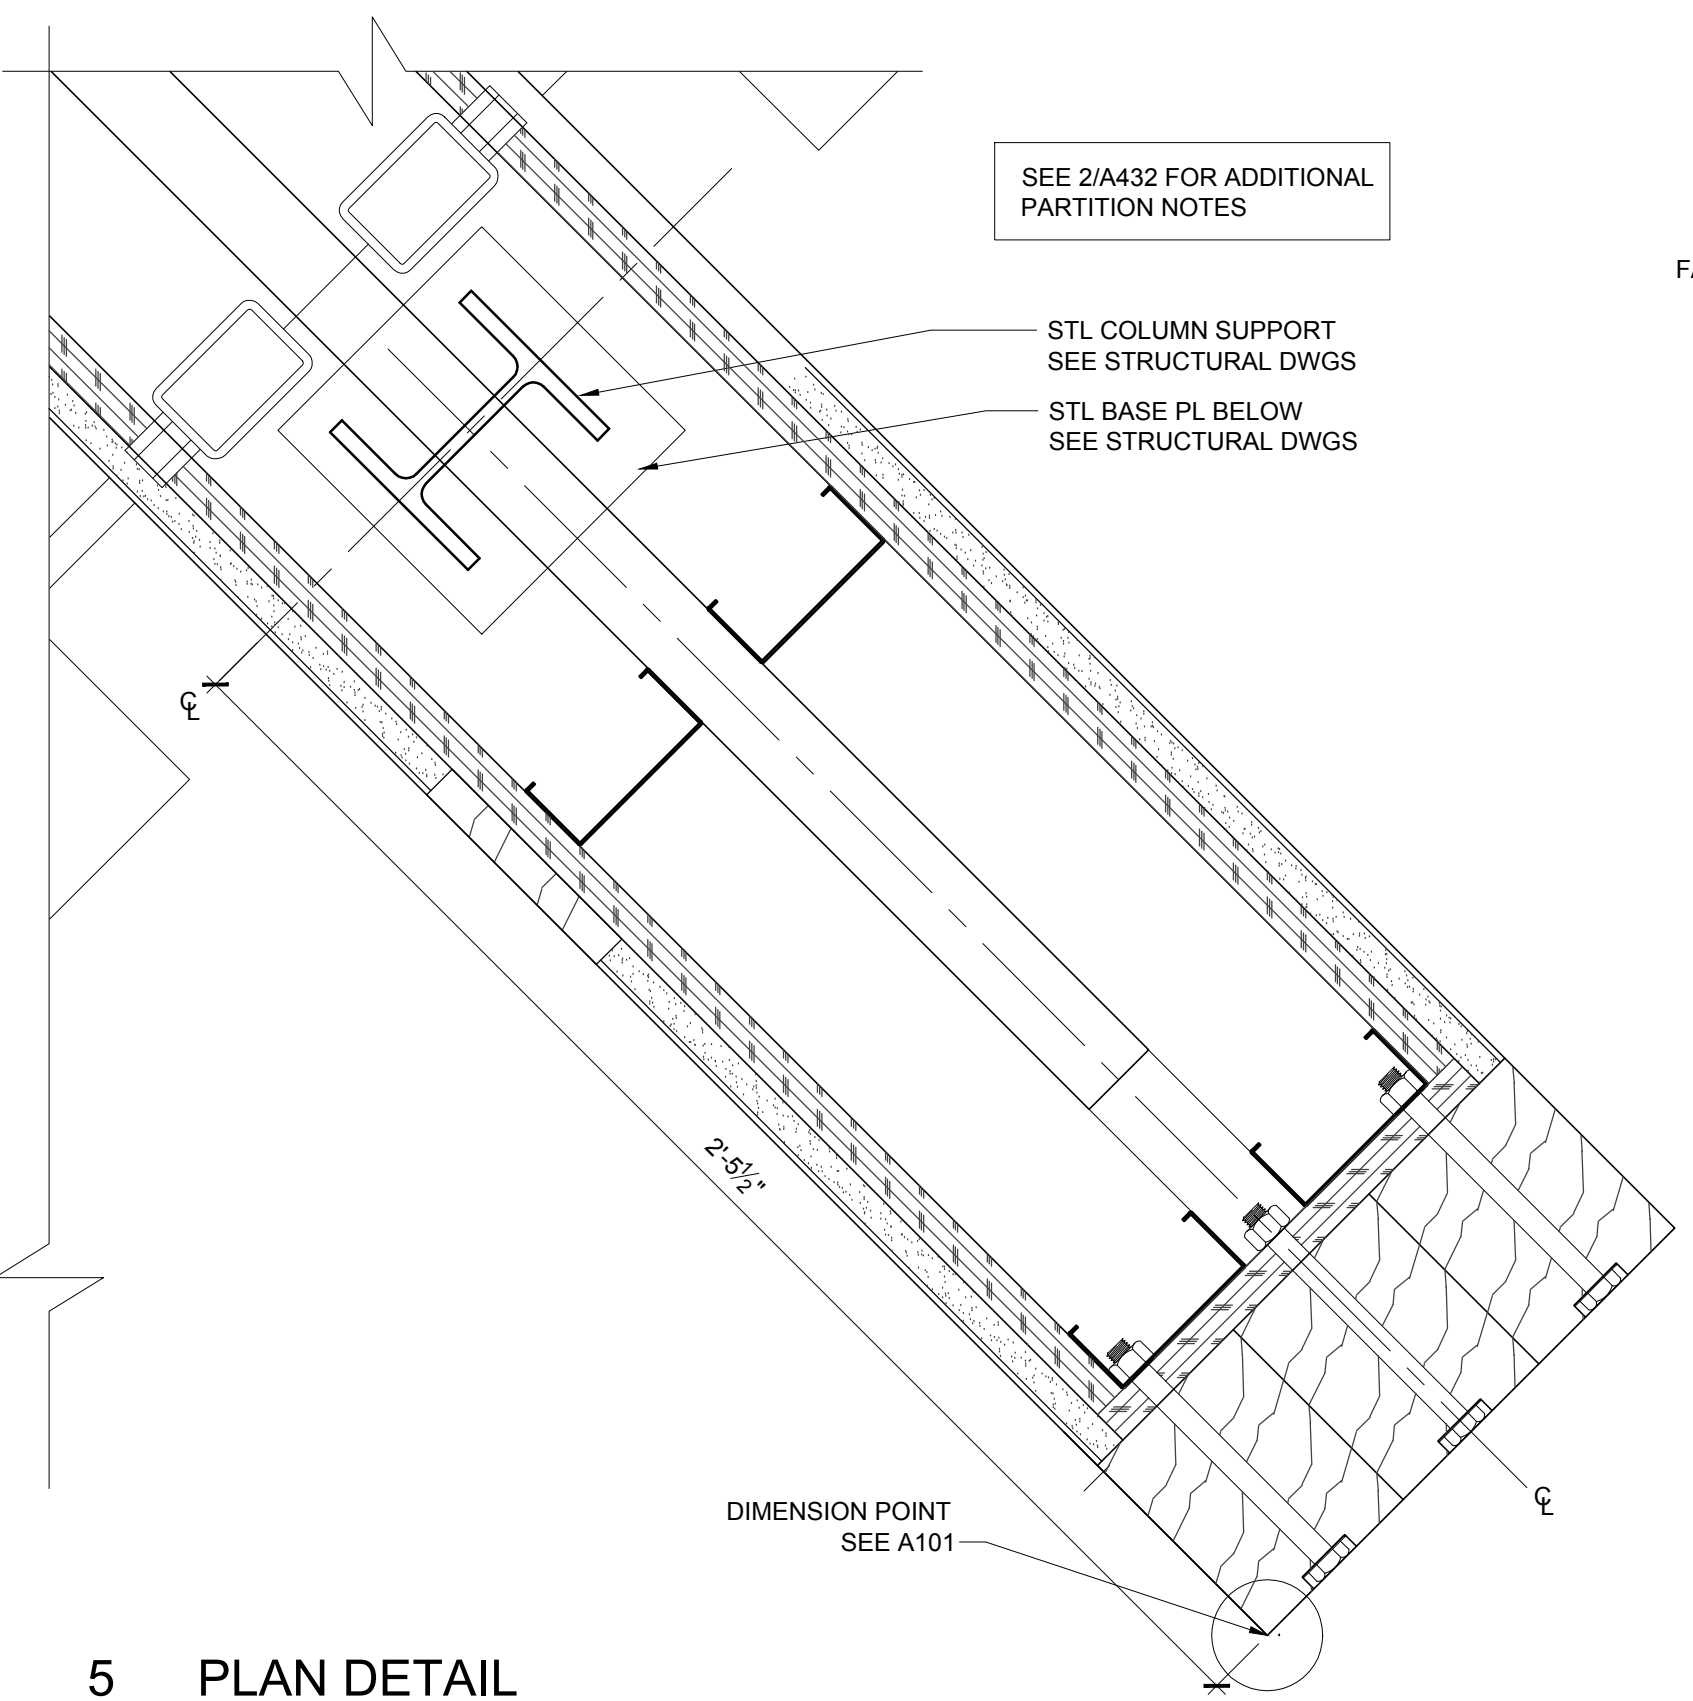 SEE 2/A432 FOR ADDITIONAL
PARTITION NOTES
FA
STL COLUMN SUPPORT
SEE STRUCTURAL DWGS
STL BASE PL BELOW
SEE STRUCTURAL DWGS
℄
2'-5½"
℄
DIMENSION POINT
SEE A101
5 PLAN DETAIL